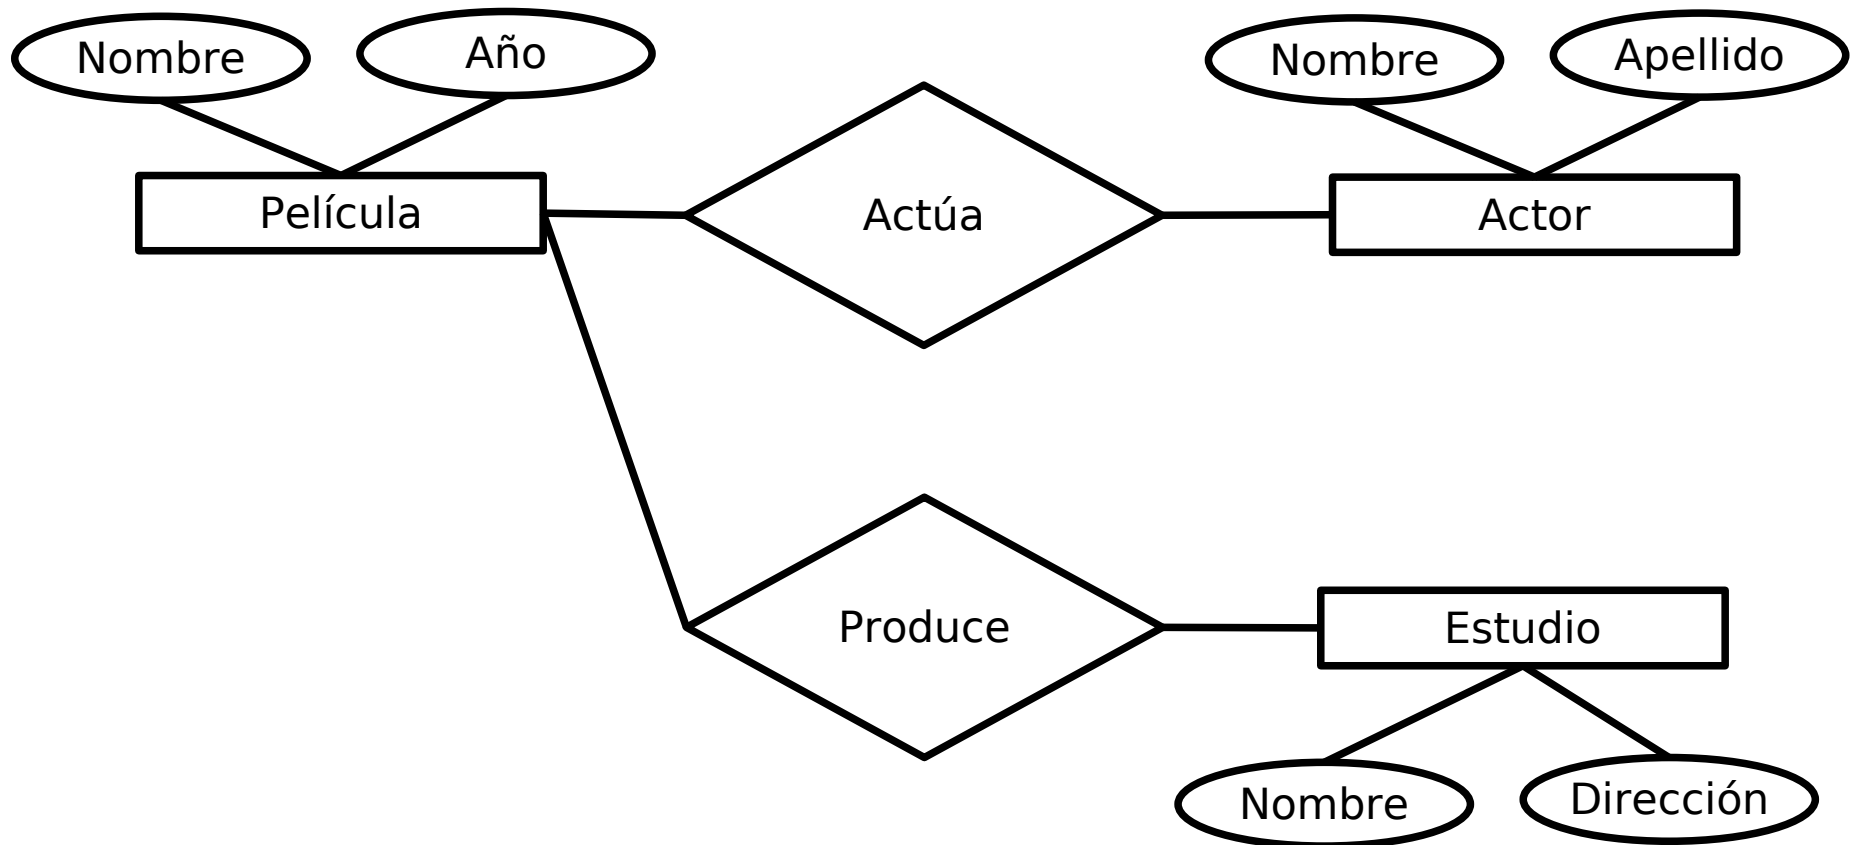 Nombre
Año
Nombre
Apellido
Película
Actúa
Actor
Produce
Estudio
Nombre
Dirección